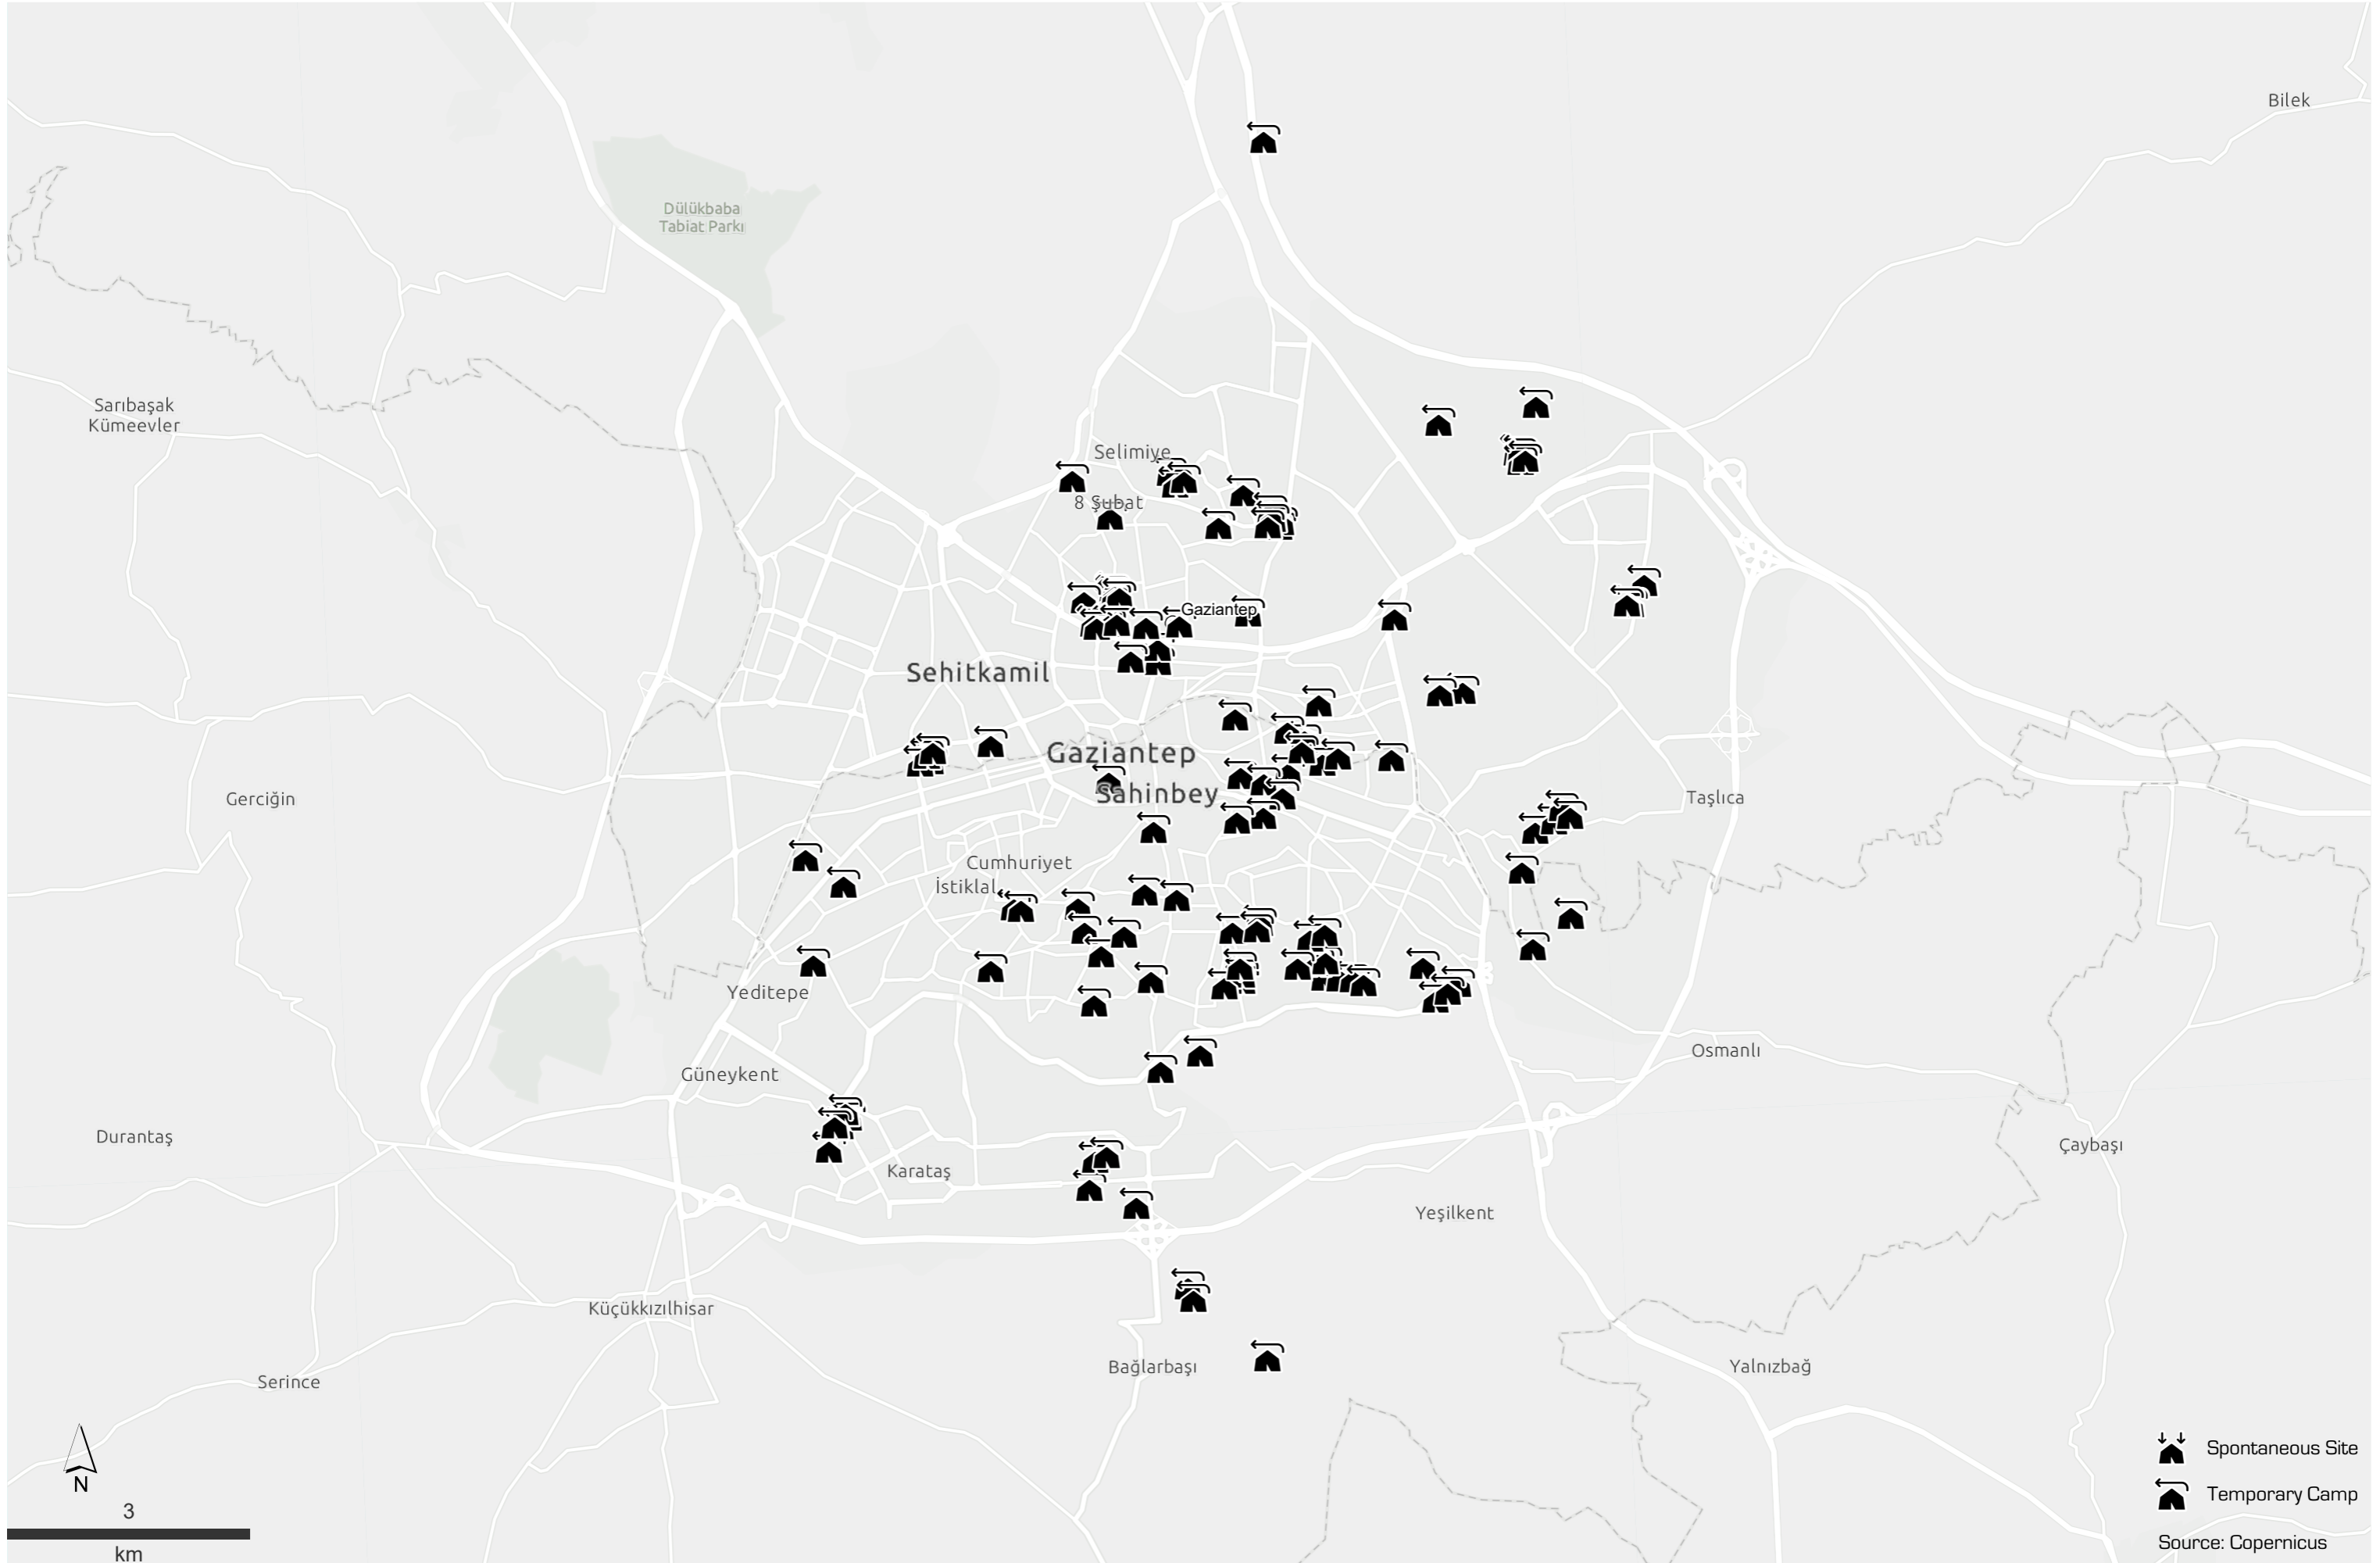 Bilek
Dülükbaba
Tabiat Parkı
Sarıbaşak
Kümeevler
Selimiye
8 Şubat
Gaziantep
Sehitkamil
Gaziantep
Sahinbey
Gerciğin
Taşlıca
Cumhuriyet
İstiklal
Yeditepe
Osmanlı
Güneykent
Durantaş
Çaybaşı
Karataş
Yeşilkent
Küçükkızılhisar
Bağlarbaşı
Yalnızbağ
Serince
N
3
km
Spontaneous Site
Temporary Camp
Source: Copernicus